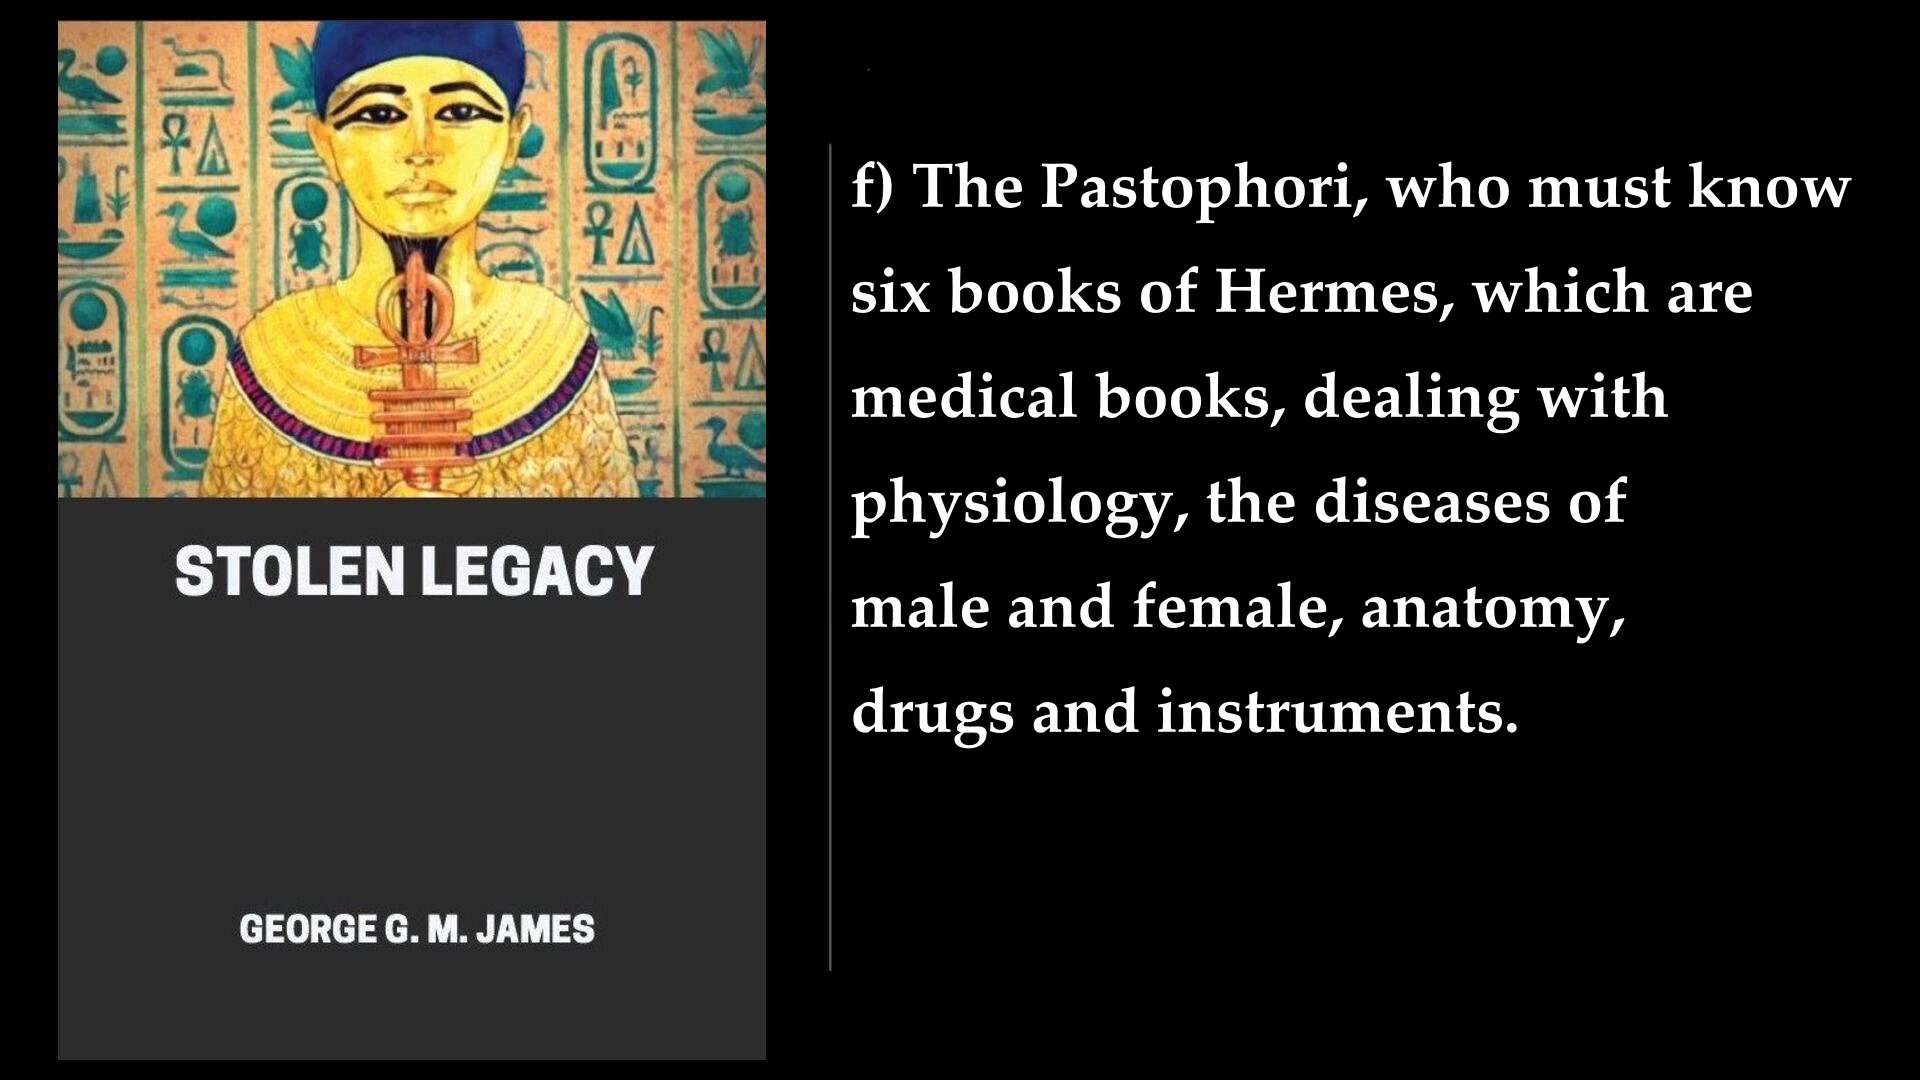 STOLEN LEGACY
GEORGE G. M. JAMES
f) The Pastophori, who must know
six books of Hermes, which are
medical books, dealing with
physiology, the diseases of
male and female, anatomy,
drugs and instruments.